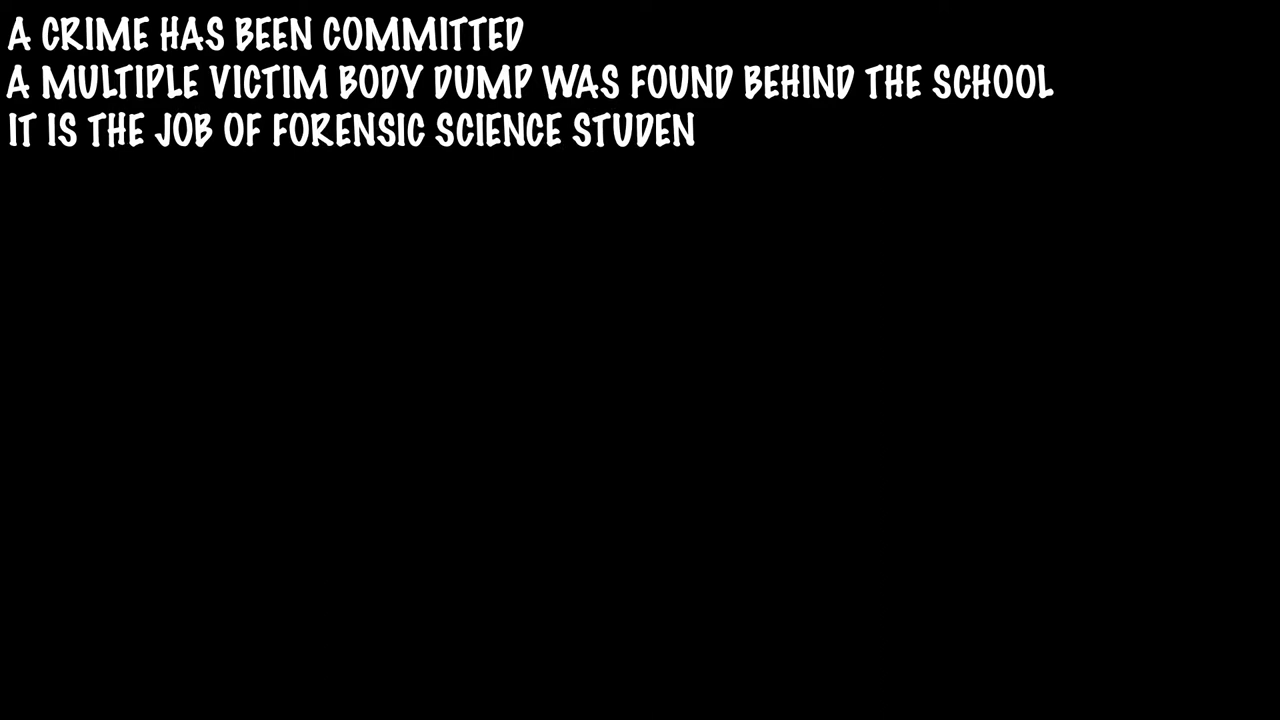 A CRIME HAS BEEN COMMITTED
A MULTIPLE VICTIM BODY DUMP WAS FOUND BEHIND THE SCHOOL
IT IS THE JOB OF FORENSIC SCIENCE STUDEN